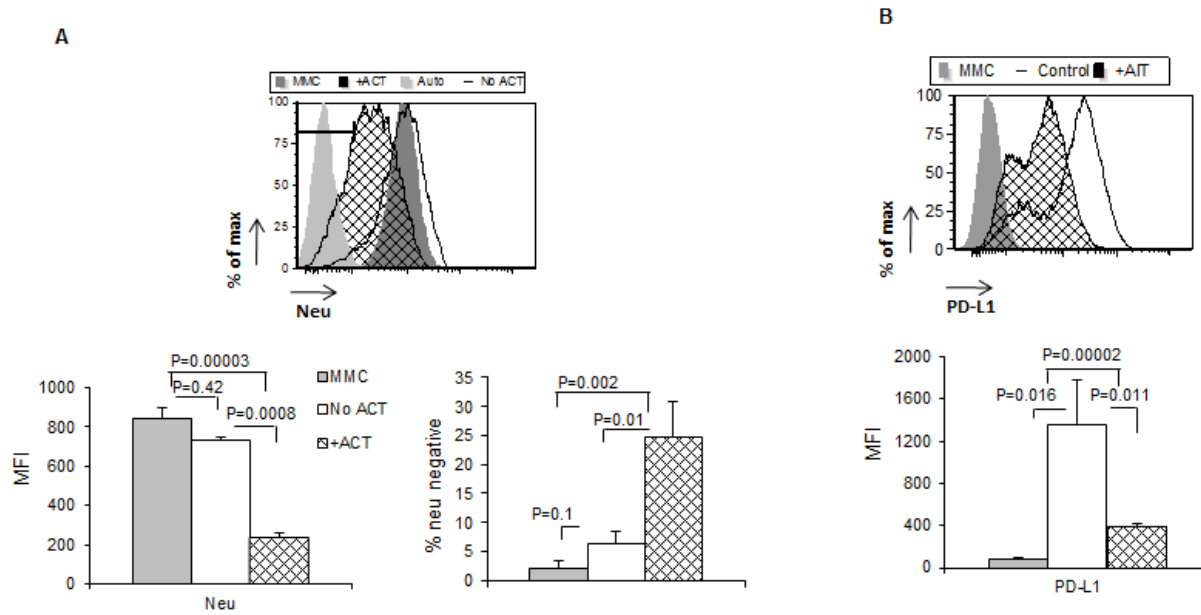 A
MMC +ACT Auto No ACT
100
75
50
25
0
% of max
Neu
B
MMC Control +AIT
100
75
50
25
0
% of max
PD-L1
P=0.00003
P=0.42
P=0.0008
1000
800
600
400
200
0
MFI
Neu
MMC
No ACT
+ACT
35
30
25
20
15
10
5
0
% neu negative
P=0.002
P=0.01
P=0.1
2000
1600
1200
800
400
0
MFI
P=0.00002
P=0.016
P=0.011
PD-L1